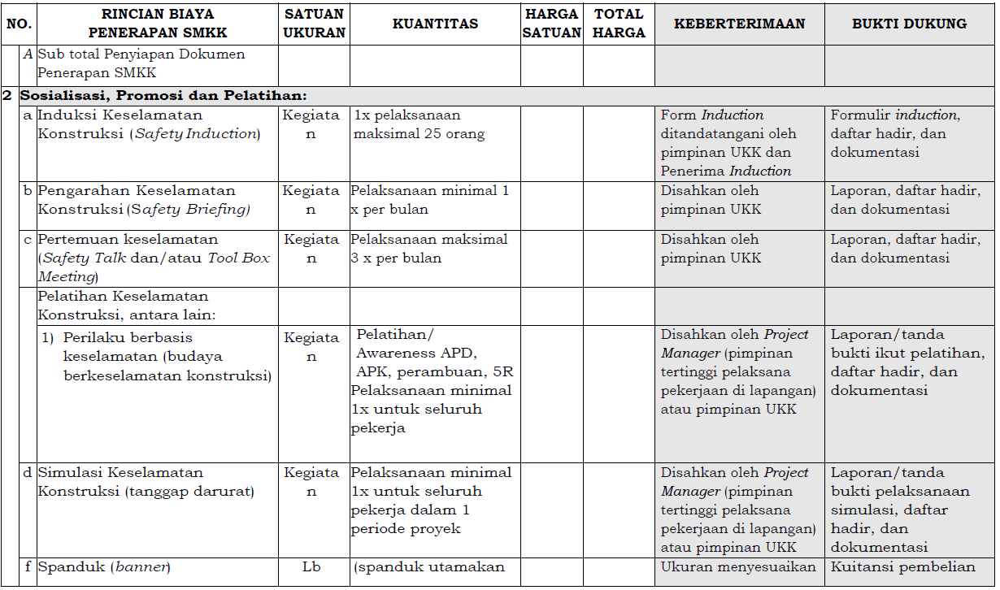 NO.
RINCIAN BIAYA
PENERAPAN SMKK
SATUAN
UKURAN
KUANTITAS
HARGA
SATUAN
TOTAL
HARGA
KEBERTERIMAAN
BUKTI DUKUNG
A
Sub total Penyiapan Dokumen
Penerapan SMKK
2
Sosialisasi, Promosi dan Pelatihan:
a
Induksi Keselamatan
Konstruksi (Safety Induction)
Kegiata
n
1x pelaksanaan
maksimal 25 orang
Form Induction
ditandatangani oleh
pimpinan UKK dan
Penerima Induction
Formulir induction,
daftar hadir, dan
dokumentasi
b
Pengarahan Keselamatan
Konstruksi (Safety Briefing)
Kegiata
n
Pelaksanaan minimal 1
x per bulan
Disahkan oleh
pimpinan UKK
Laporan, daftar hadir,
dan dokumentasi
c
Pertemuan keselamatan
(Safety Talk dan/atau Tool Box
Meeting)
Kegiata
n
Pelaksanaan maksimal
3 x per bulan
Disahkan oleh
pimpinan UKK
Laporan, daftar hadir,
dan dokumentasi
Pelatihan Keselamatan
Konstruksi, antara lain:
1) Perilaku berbasis
keselamatan (budaya
berkeselamatan konstruksi)
Kegiata
n
Pelatihan/
Awareness APD,
APK, perambuan, 5R
Pelaksanaan minimal
1x untuk seluruh
pekerja
Disahkan oleh Project
Manager (pimpinan
tertinggi pelaksana
pekerjaan di lapangan)
atau pimpinan UKK
Laporan/tanda
bukti ikut pelatihan,
daftar hadir, dan
dokumentasi
d
Simulasi Keselamatan
Konstruksi (tanggap darurat)
Kegiata
n
Pelaksanaan minimal
1x untuk seluruh
pekerja dalam 1
periode proyek
Disahkan oleh Project
Manager (pimpinan
tertinggi pelaksana
pekerjaan di lapangan)
atau pimpinan UKK
Laporan/tanda
bukti pelaksanaan
simulasi, daftar
hadir, dan
dokumentasi
f
Spanduk (banner)
Lb
(spanduk utamakan
Ukuran menyesuaikan
Kuitansi pembelian